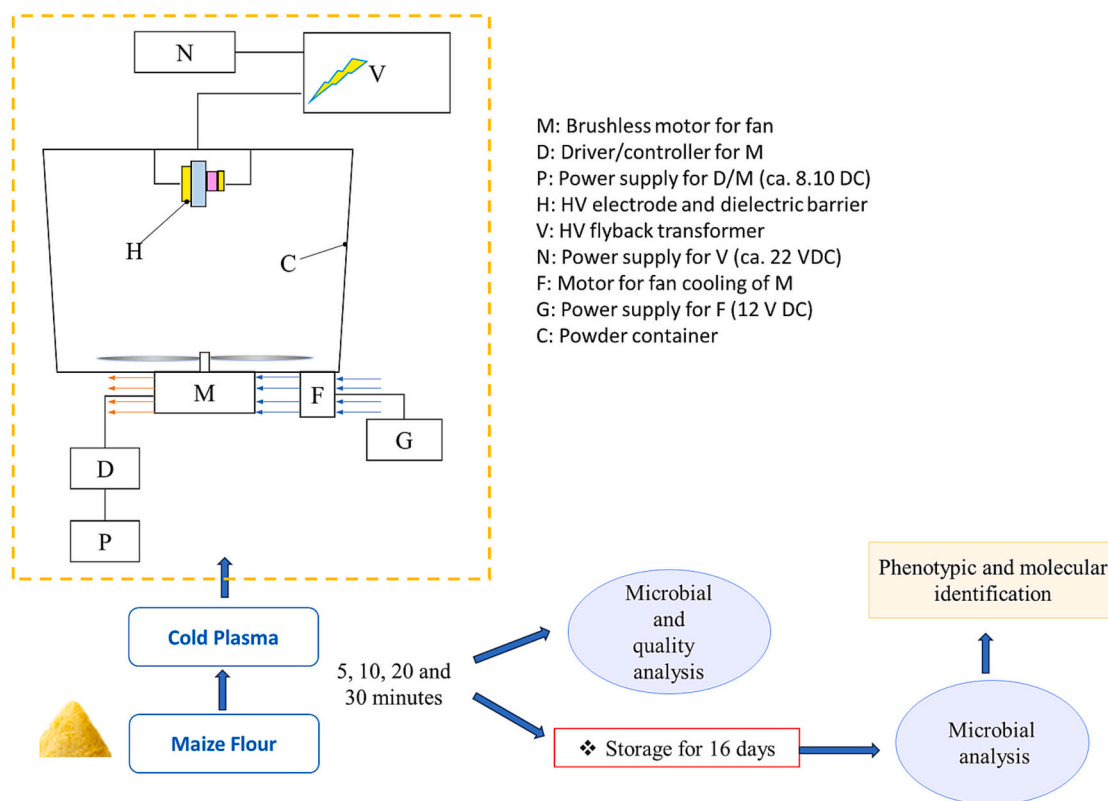 N
V
H
C
M
F
G
D
P
M: Brushless motor for fan
D: Driver/controller for M
P: Power supply for D/M (ca. 8.10 DC)
H: HV electrode and dielectric barrier
V: HV flyback transformer
N: Power supply for V (ca. 22 VDC)
F: Motor for fan cooling of M
G: Power supply for F (12 V DC)
C: Powder container
Cold Plasma
Maize Flour
5, 10, 20 and
30 minutes
Microbial
and
quality
analysis
❖ Storage for 16 days
Phenotypic and molecular
identification
Microbial
analysis